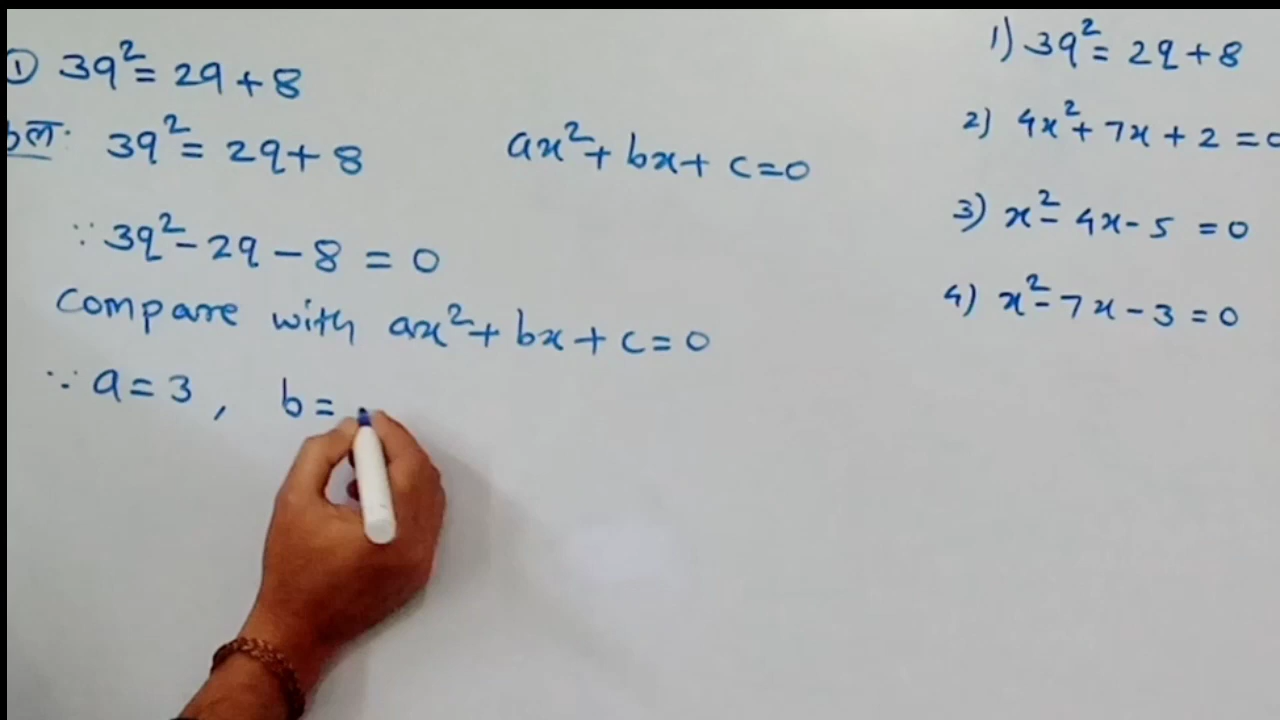 ① 3q² = 2q + 8
हल:
3q² = 2q + 8
ax² + bx + c = 0
∵ 3q² - 2q - 8 = 0
Compare with ax² + bx + c = 0
∵ a = 3 , b =
1) 3q² = 2q + 8
2) 4x² + 7x + 2 = 0
3) x² - 4x - 5 = 0
4) x² - 7x - 3 = 0